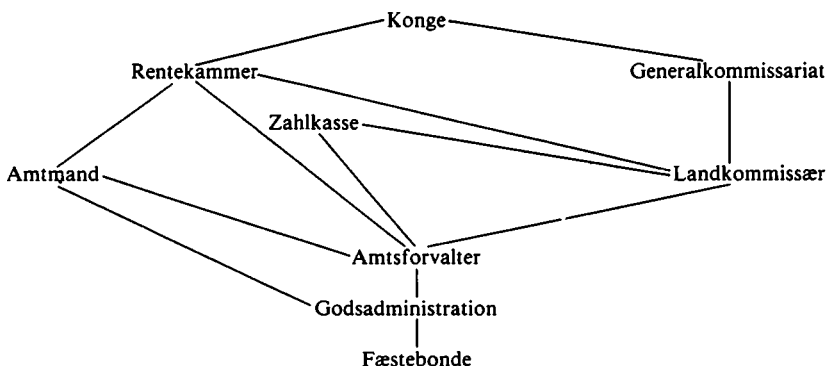 Konge
Rentekammer
Generalkommissariat
Zahlkasse
Amtmand
Landkommissær
Amtsforvalter
Godsadministration
Fæstebonde